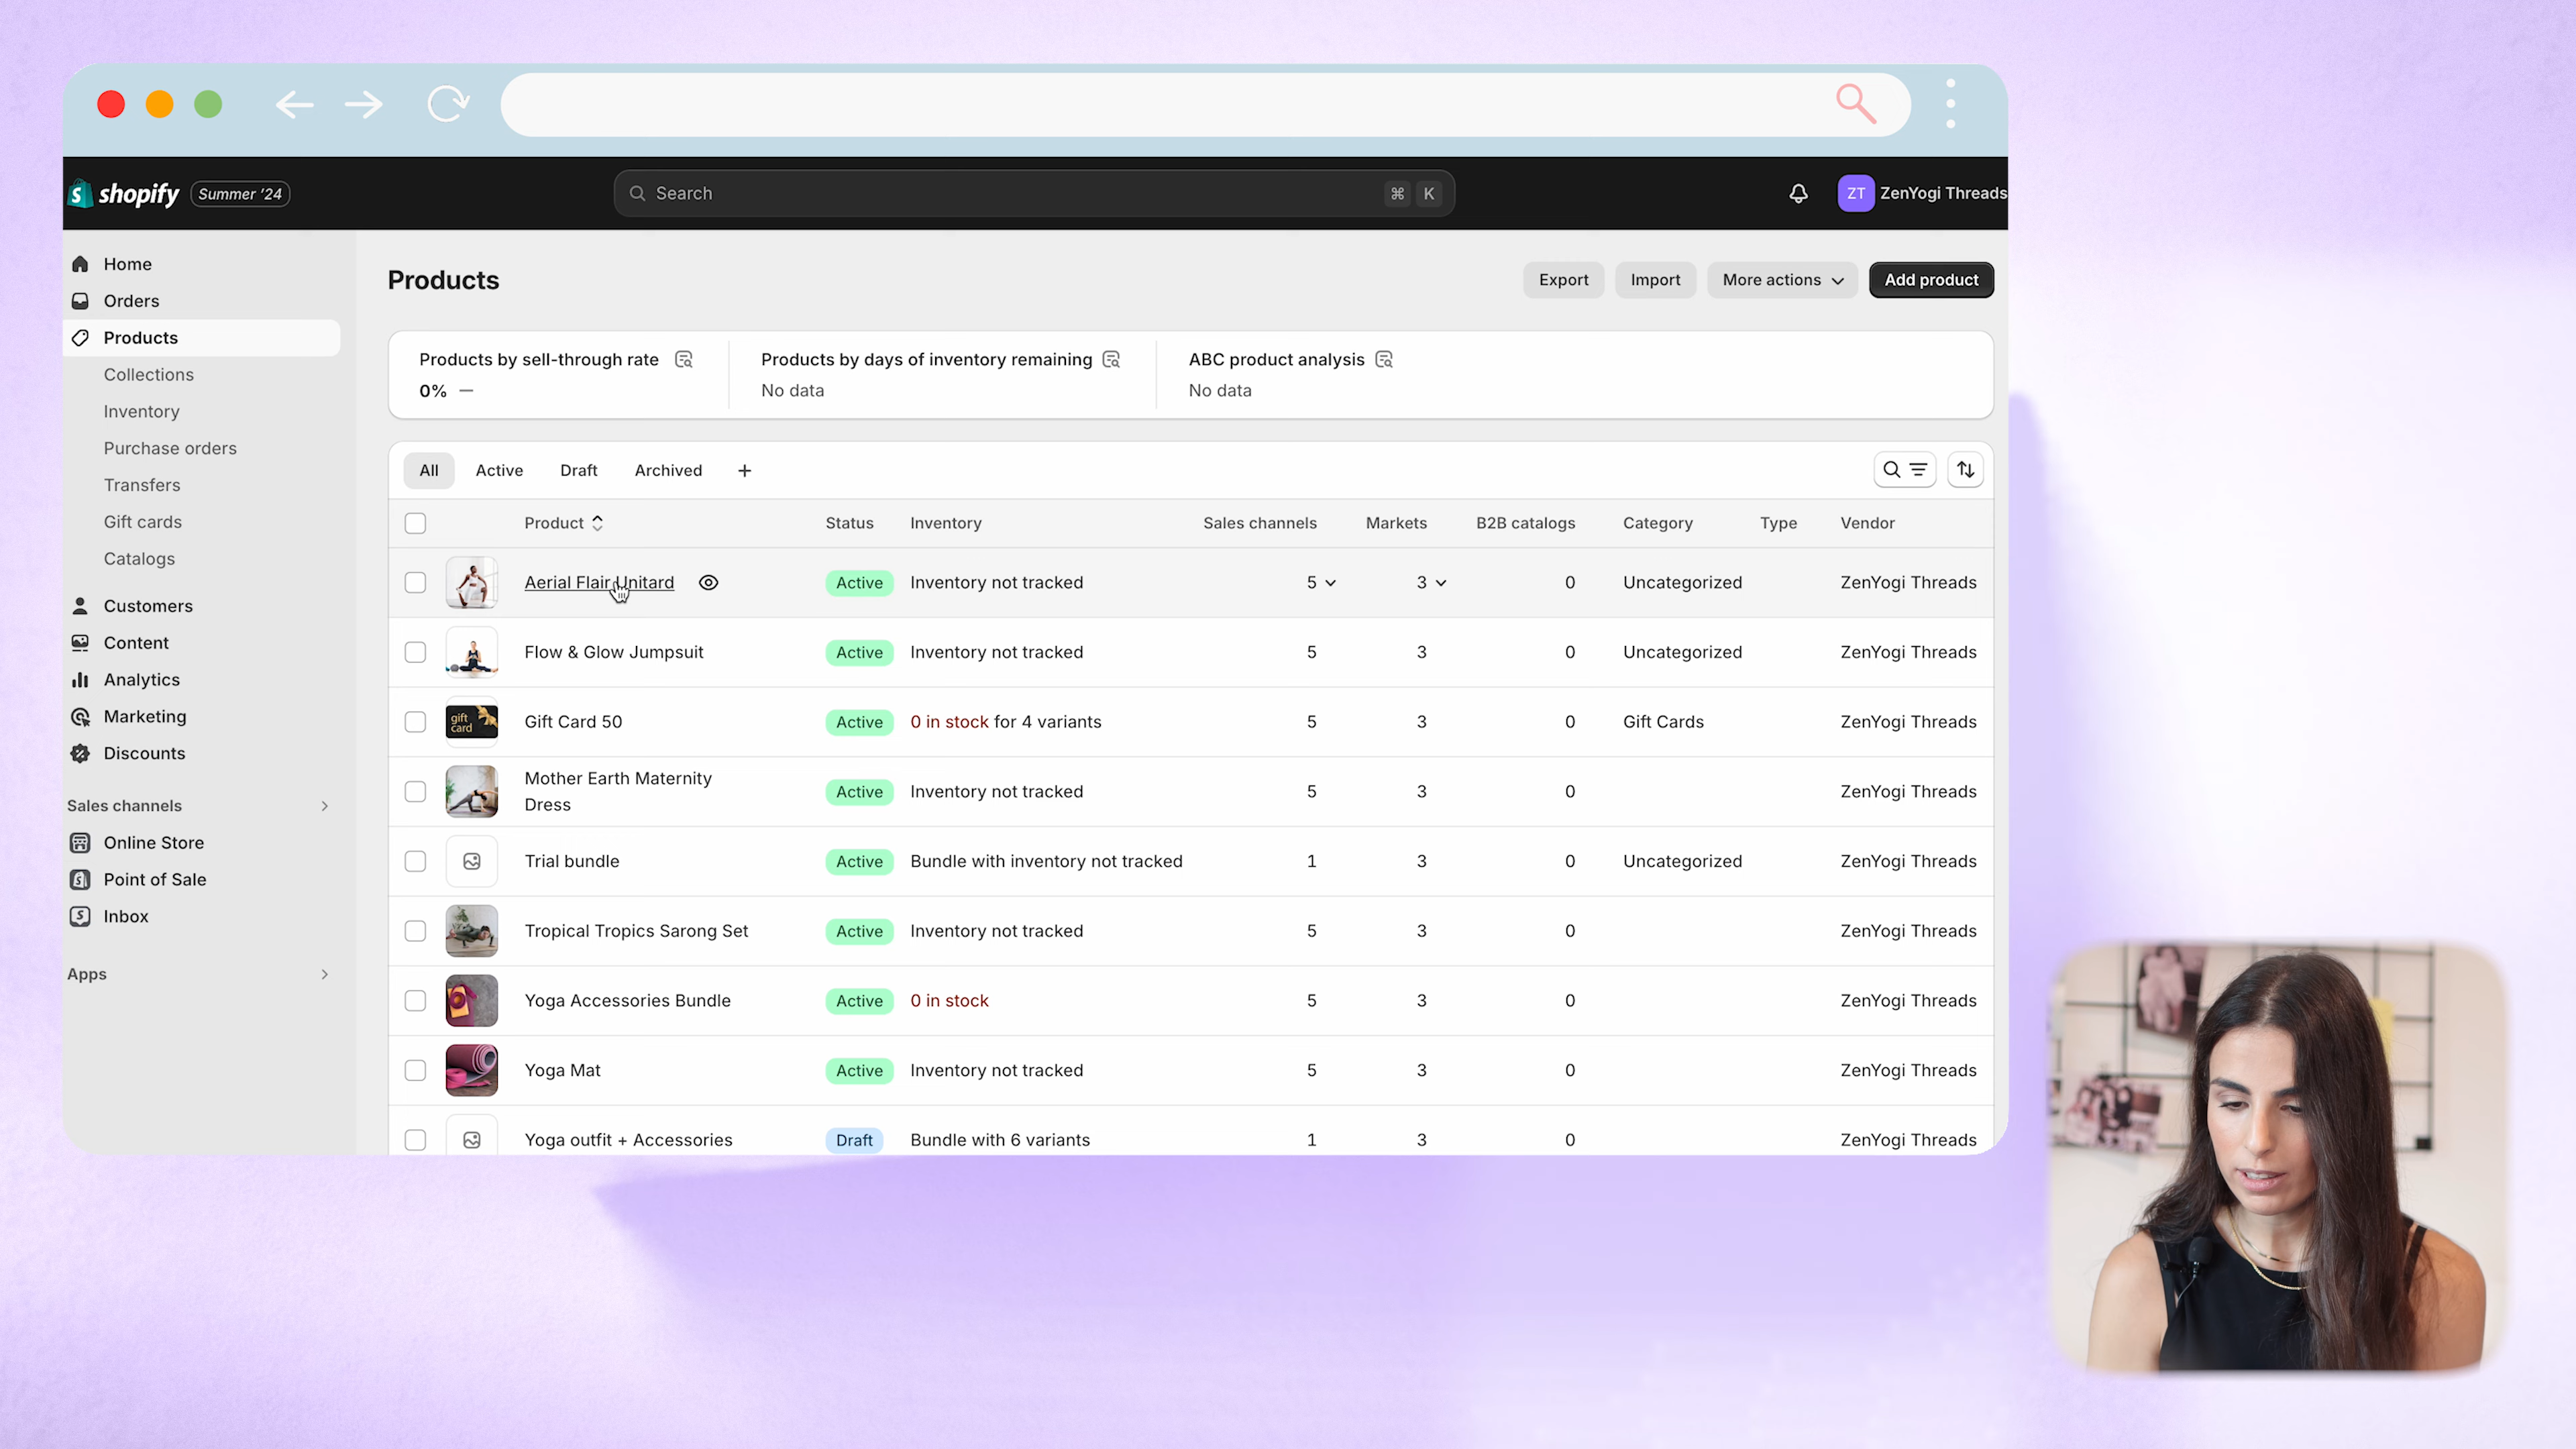 shopify Summer '24
Search
⌘ K
ZT ZenYogi Threads
Home
Orders
Products
Collections
Inventory
Purchase orders
Transfers
Gift cards
Catalogs
Customers
Content
Analytics
Marketing
Discounts
Sales channels
Online Store
Point of Sale
Inbox
Apps
Products
Export Import More actions Add product
Products by sell-through rate
0% —
Products by days of inventory remaining
No data
ABC product analysis
No data
All Active Draft Archived +
Product Status Inventory Sales channels Markets B2B catalogs Category Type Vendor
Aerial Flair Unitard Active Inventory not tracked 5 3 0 Uncategorized ZenYogi Threads
Flow & Glow Jumpsuit Active Inventory not tracked 5 3 0 Uncategorized ZenYogi Threads
gift
card
Gift Card 50 Active 0 in stock for 4 variants 5 3 0 Gift Cards ZenYogi Threads
Mother Earth Maternity
Dress Active Inventory not tracked 5 3 0 ZenYogi Threads
Trial bundle Active Bundle with inventory not tracked 1 3 0 Uncategorized ZenYogi Threads
Tropical Tropics Sarong Set Active Inventory not tracked 5 3 0 ZenYogi Threads
Yoga Accessories Bundle Active 0 in stock 5 3 0 ZenYogi Threads
Yoga Mat Active Inventory not tracked 5 3 0 ZenYogi Threads
Yoga outfit + Accessories Draft Bundle with 6 variants 1 3 0 ZenYogi Threads